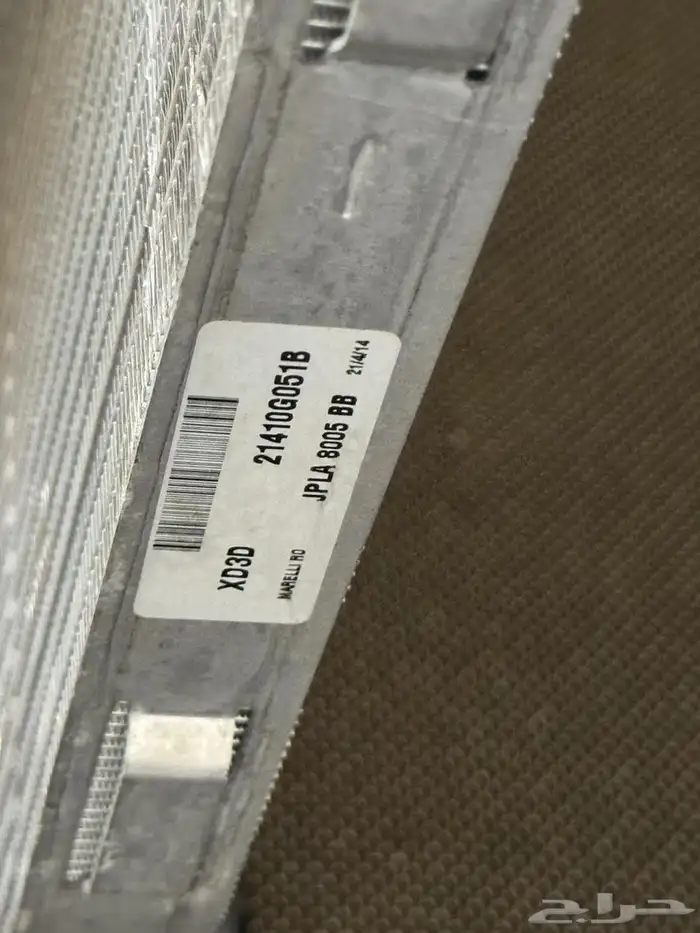 21410G051B
JPLA 8005 BB 21/4/14
XD3D
MARELLI RO
حراج